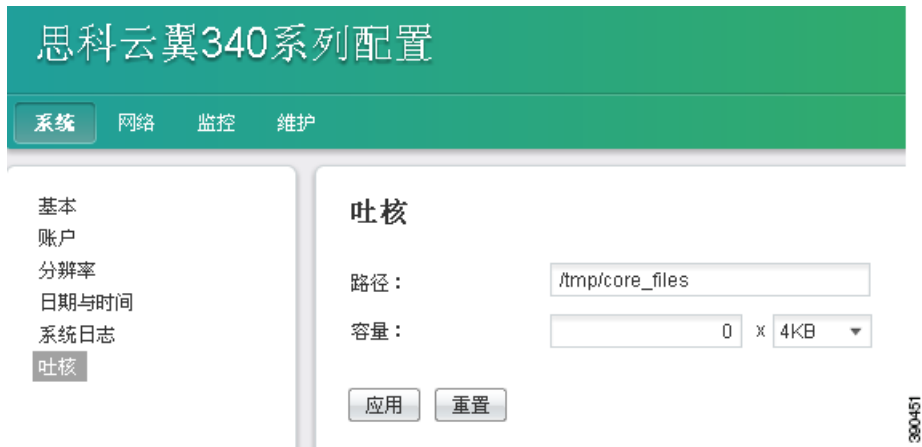 思科云翼340系列配置
系统 网络 监控 维护
基本
账户
分辨率
日期与时间
系统日志
吐核
吐核
路径：
/tmp/core_files
容量：
0 x 4KB
应用 重置
390451